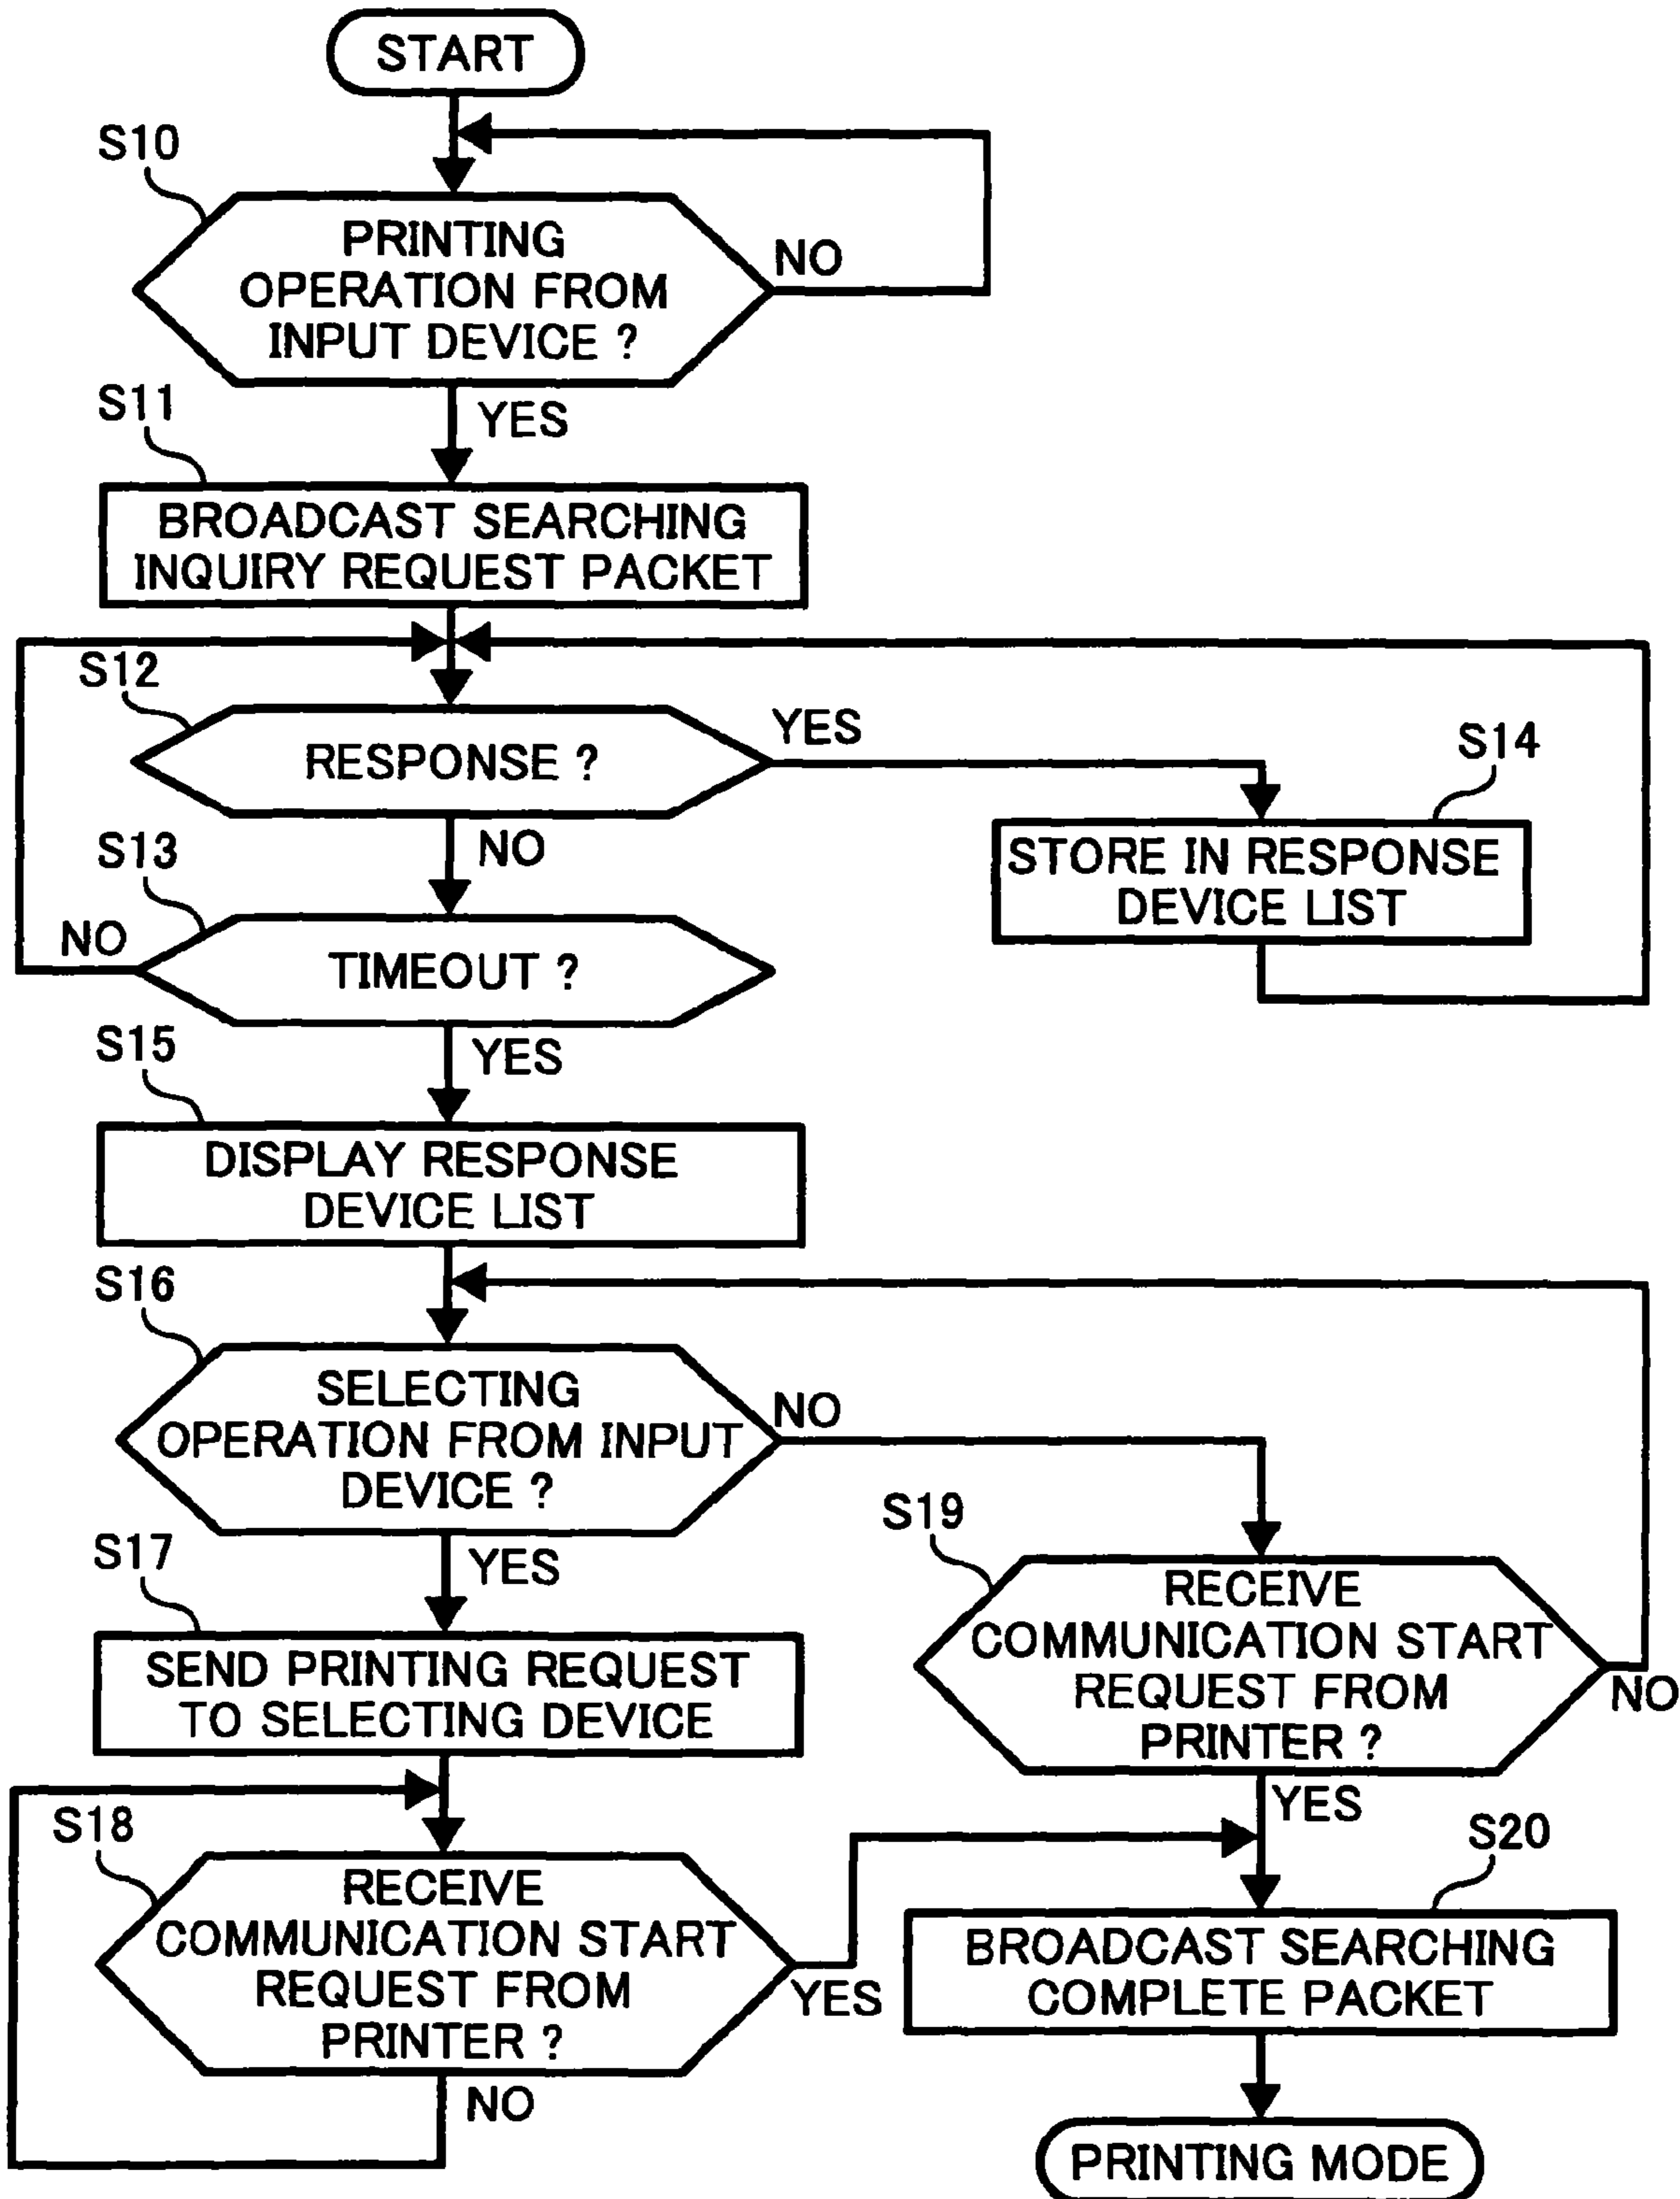 START
S10
PRINTING
OPERATION FROM
INPUT DEVICE ?
NO
YES
S11
BROADCAST SEARCHING
INQUIRY REQUEST PACKET
S12
RESPONSE ?
YES
NO
S14
STORE IN RESPONSE
DEVICE LIST
S13
TIMEOUT ?
NO
YES
S15
DISPLAY RESPONSE
DEVICE LIST
S16
SELECTING
OPERATION FROM INPUT
DEVICE ?
NO
YES
S17
SEND PRINTING REQUEST
TO SELECTING DEVICE
S19
RECEIVE
COMMUNICATION START
REQUEST FROM
PRINTER ?
NO
YES
S18
RECEIVE
COMMUNICATION START
REQUEST FROM
PRINTER ?
YES
NO
S20
BROADCAST SEARCHING
COMPLETE PACKET
PRINTING MODE